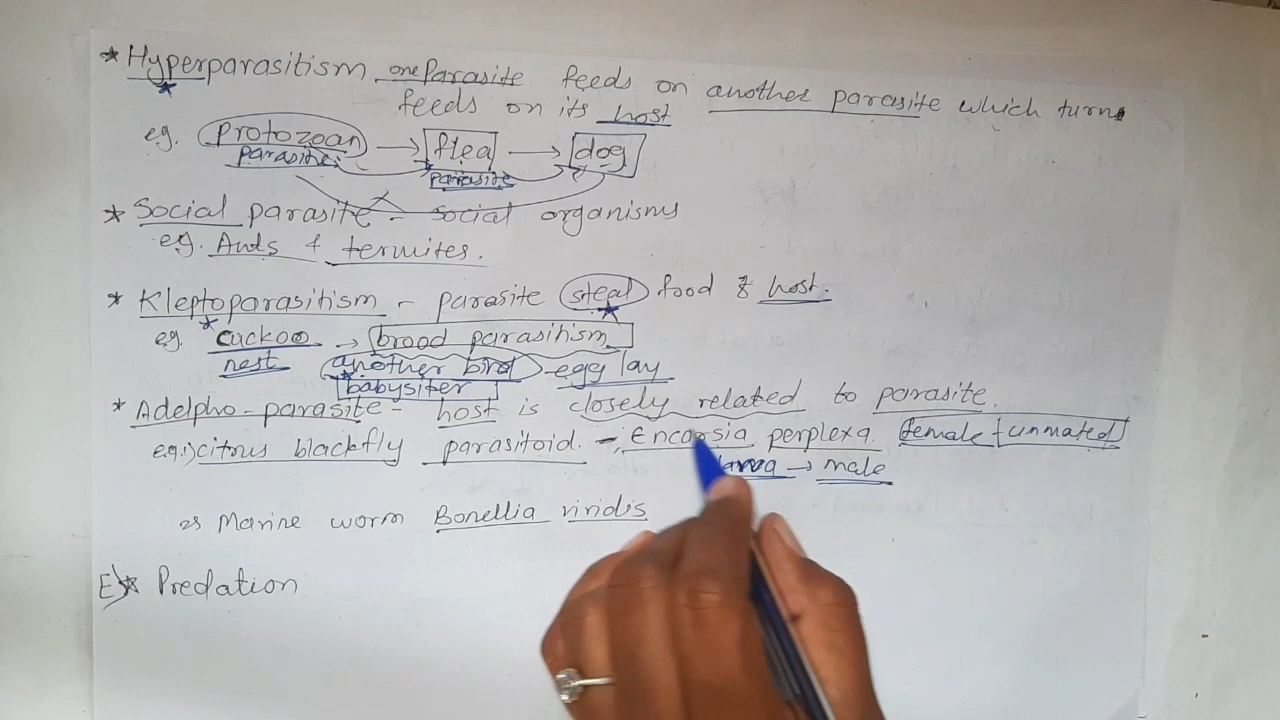 * Hyperparasitism one Parasite feeds on another parasite which turns
feeds on its host
eg. protozoan → flea → dog
parasite parasite
* Social parasite - social organisms
eg. Ants & termites.
* Kleptoparasitism - parasite steal food & host.
eg. cuckoo → brood parasitism
nest another bird egg lay
babysiter
* Adelpho-parasite - host is closely related to parasite.
eg. 1) citrus blackfly parasitoid. - Encarsia perplexa. female unmated
larva → male
2) Marine worm Bonellia viridis
E) * Predation